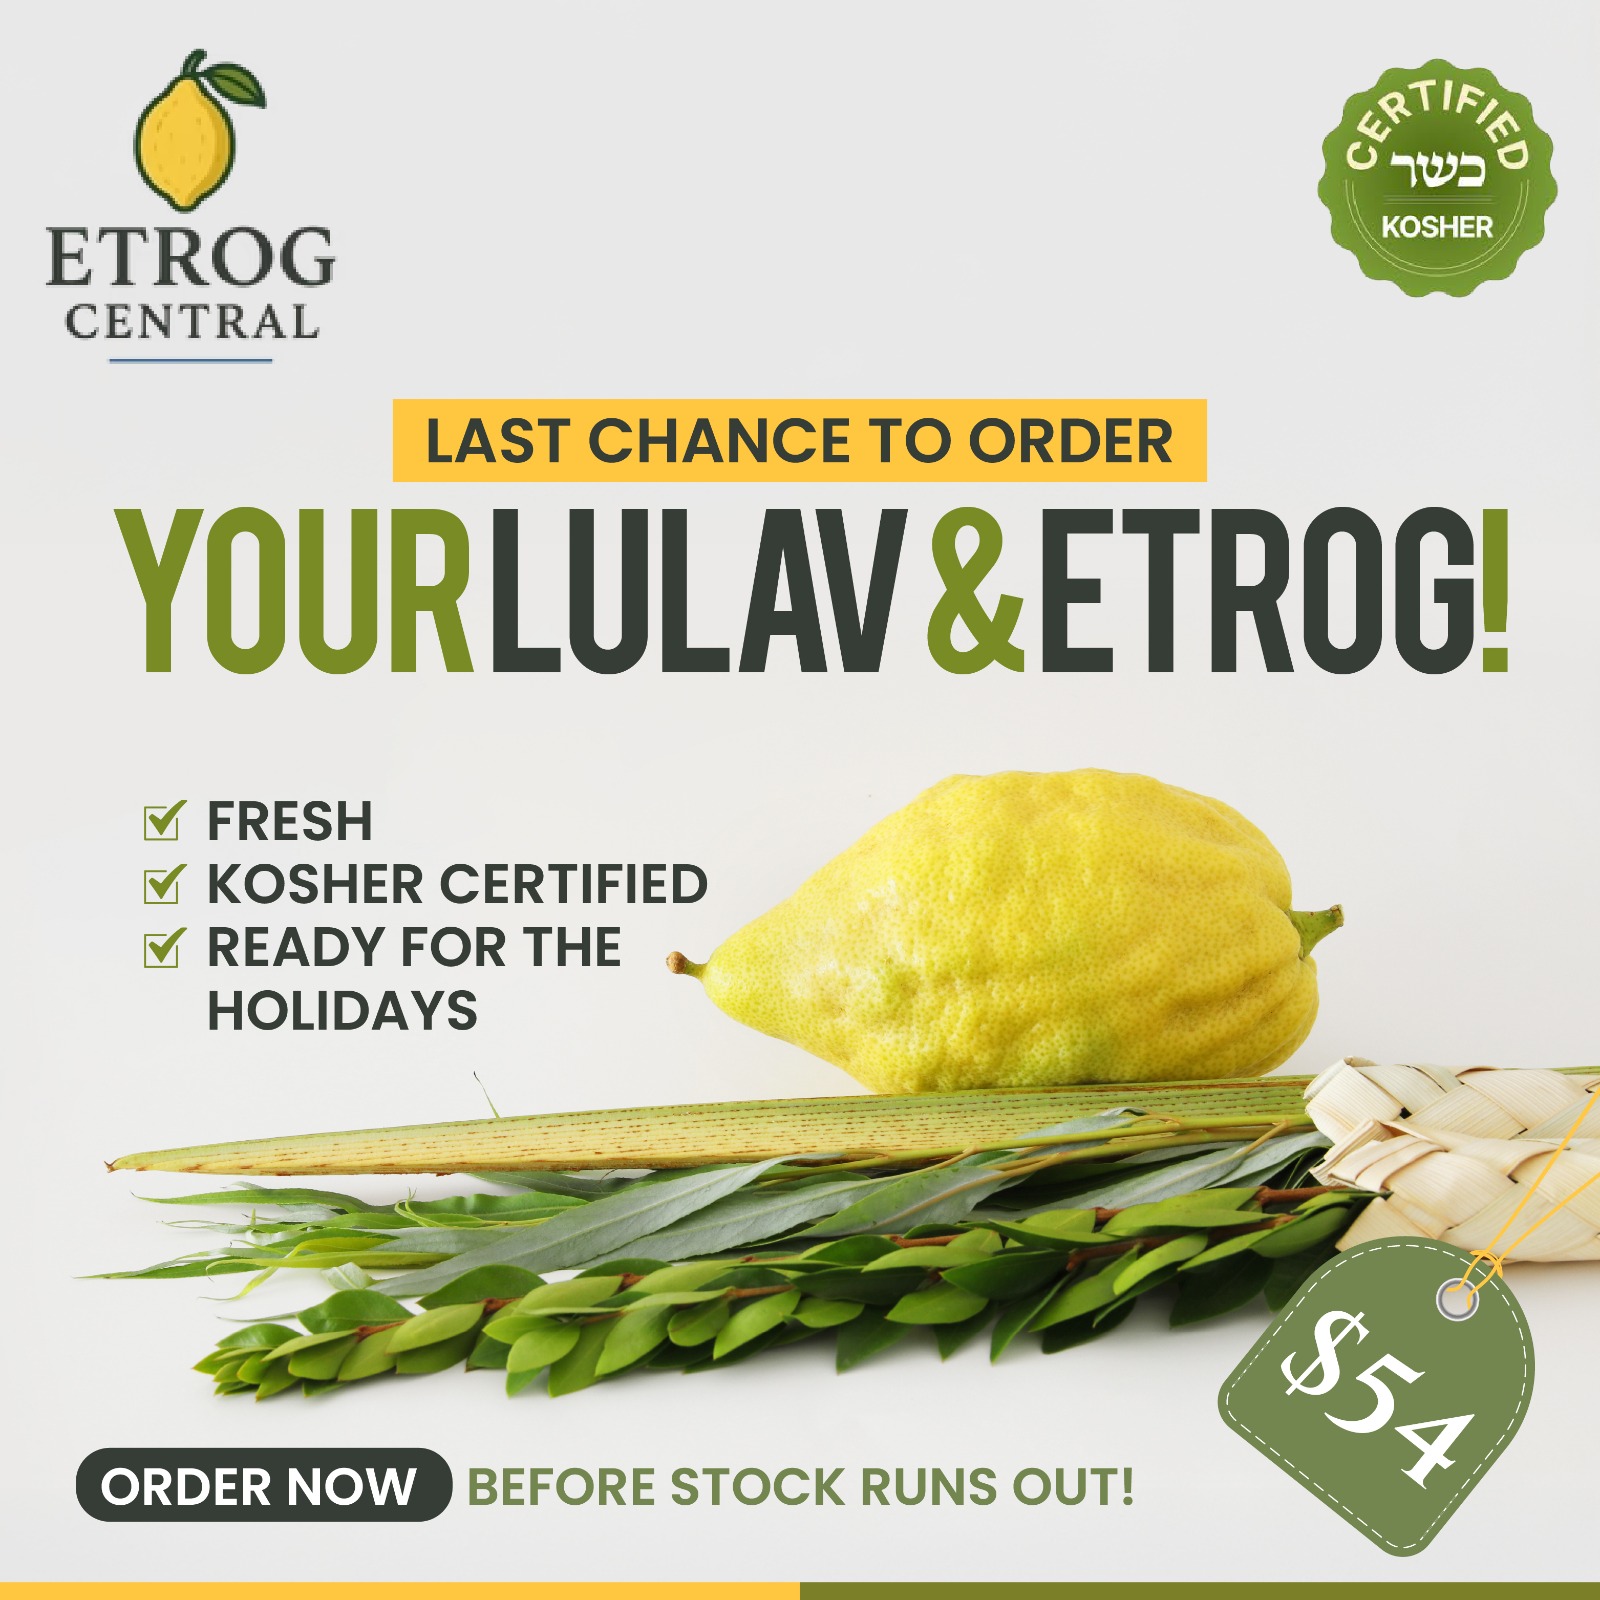 ETROG
CENTRAL
CERTIFIED
כשר
KOSHER
LAST CHANCE TO ORDER
YOUR LULAV & ETROG!
FRESH
KOSHER CERTIFIED
READY FOR THE
HOLIDAYS
$54
ORDER NOW BEFORE STOCK RUNS OUT!